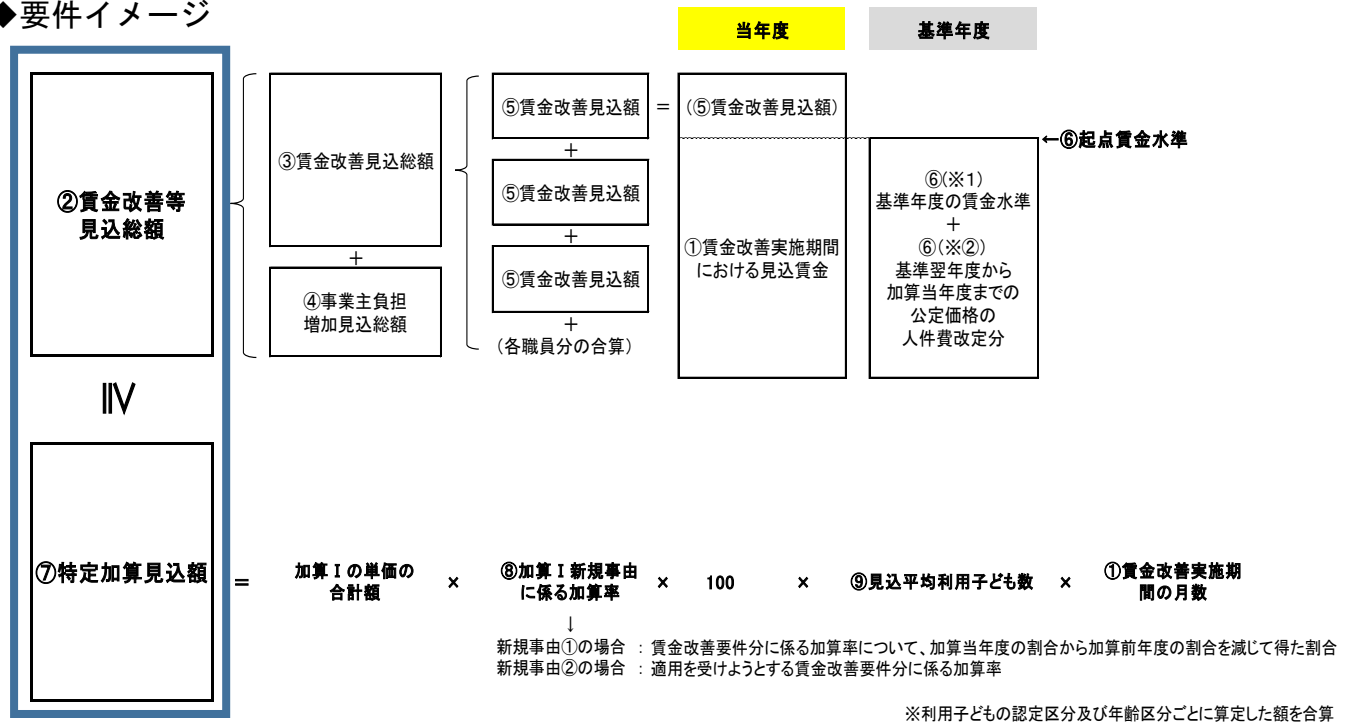 ◆要件イメージ
当年度
基準年度
②賃金改善等
見込総額
③賃金改善見込総額
+
④事業主負担
増加見込総額
⑤賃金改善見込額
+
⑤賃金改善見込額
+
⑤賃金改善見込額
+
(各職員分の合算)
=
(⑤賃金改善見込額)
①賃金改善実施期間
における見込賃金
←⑥起点賃金水準
⑥(※1)
基準年度の賃金水準
+
⑥(※②)
基準翌年度から
加算当年度までの
公定価格の
人件費改定分
≧
⑦特定加算見込額
=
加算Ⅰの単価の
合計額
×
⑧加算Ⅰ新規事由
に係る加算率
×
100
×
⑨見込平均利用子ども数
×
①賃金改善実施期
間の月数
↓
新規事由①の場合 : 賃金改善要件分に係る加算率について、加算当年度の割合から加算前年度の割合を減じて得た割合
新規事由②の場合 : 適用を受けようとする賃金改善要件分に係る加算率
※利用子どもの認定区分及び年齢区分ごとに算定した額を合算